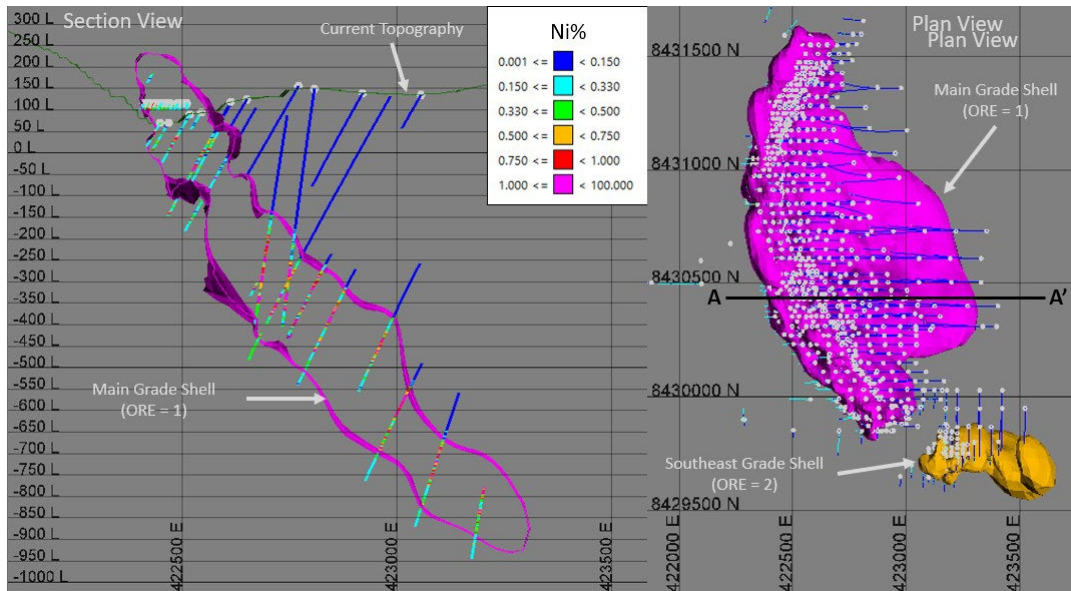 Section View
300 L
250 L
200 L
150 L
100 L
50 L
0 L
-50 L
-100 L
-150 L
-200 L
-250 L
-300 L
-350 L
-400 L
-450 L
-500 L
-550 L
-600 L
-650 L
-700 L
-750 L
-800 L
-850 L
-900 L
-950 L
-1000 L
Current Topography
Main Grade Shell
(ORE = 1)
422500 E
423000 E
423500 E
Ni%
0.001 <= < 0.150
0.150 <= < 0.330
0.330 <= < 0.500
0.500 <= < 0.750
0.750 <= < 1.000
1.000 <= < 100.000
Plan View
Plan View
8431500 N
8431000 N
8430500 N
8430000 N
8429500 N
Main Grade Shell
(ORE = 1)
A A'
Southeast Grade Shell
(ORE = 2)
422000 E
422500 E
423000 E
423500 E